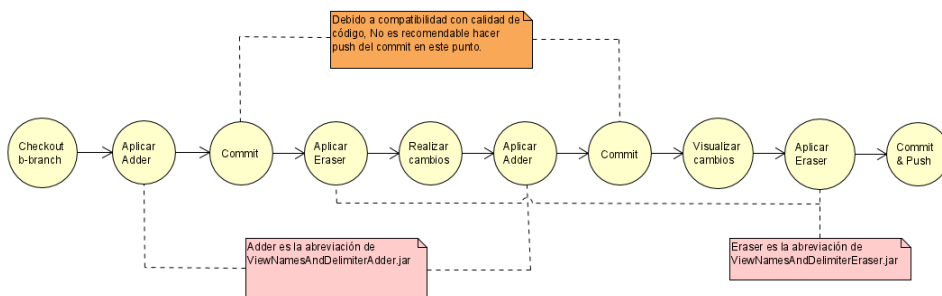 Debido a compatibilidad con calidad de
código, No es recomendable hacer
push del commit en este punto.
Checkout
b-branch
Aplicar
Adder
Commit
Aplicar
Eraser
Realizar
cambios
Aplicar
Adder
Commit
Visualizar
cambios
Aplicar
Eraser
Commit
& Push
Adder es la abreviación de
ViewNamesAndDelimiterAdder.jar
Eraser es la abreviación de
ViewNamesAndDelimiterEraser.jar